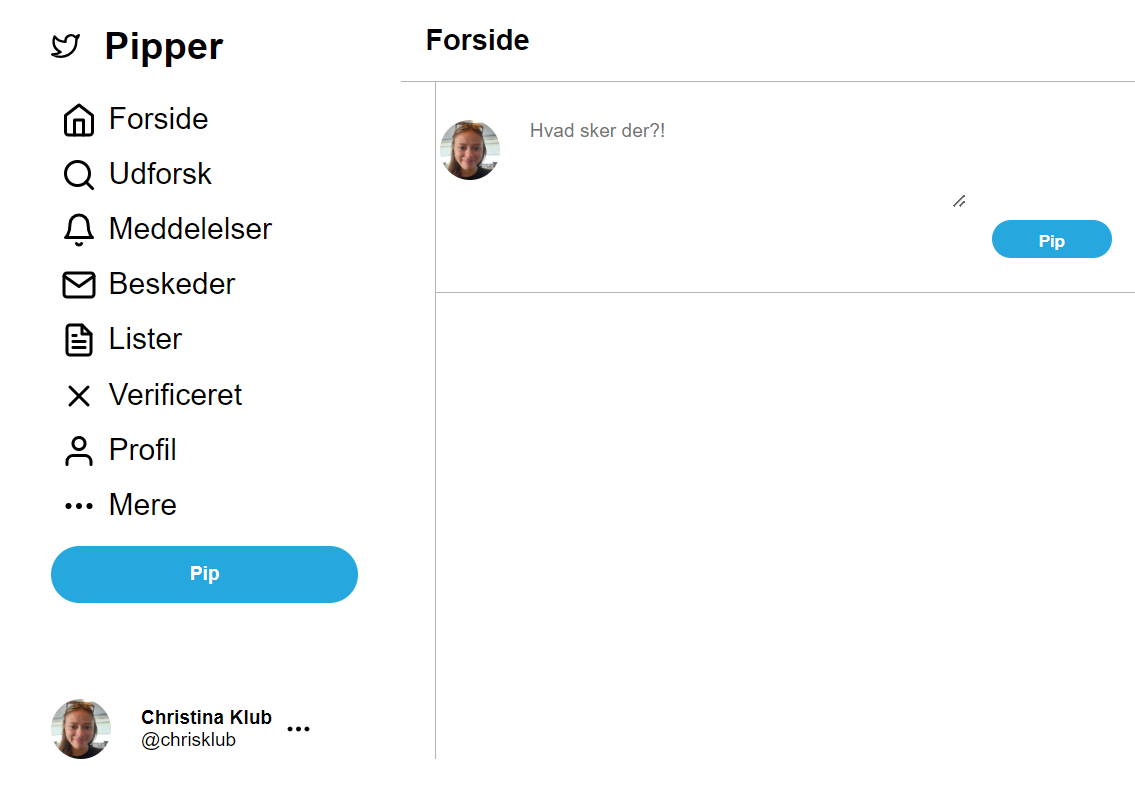 Pipper
Forside
Udforsk
Meddelelser
Beskeder
Lister
Verificeret
Profil
Mere
Pip
Christina Klub
@chrisklub
Forside
Hvad sker der?!
Pip